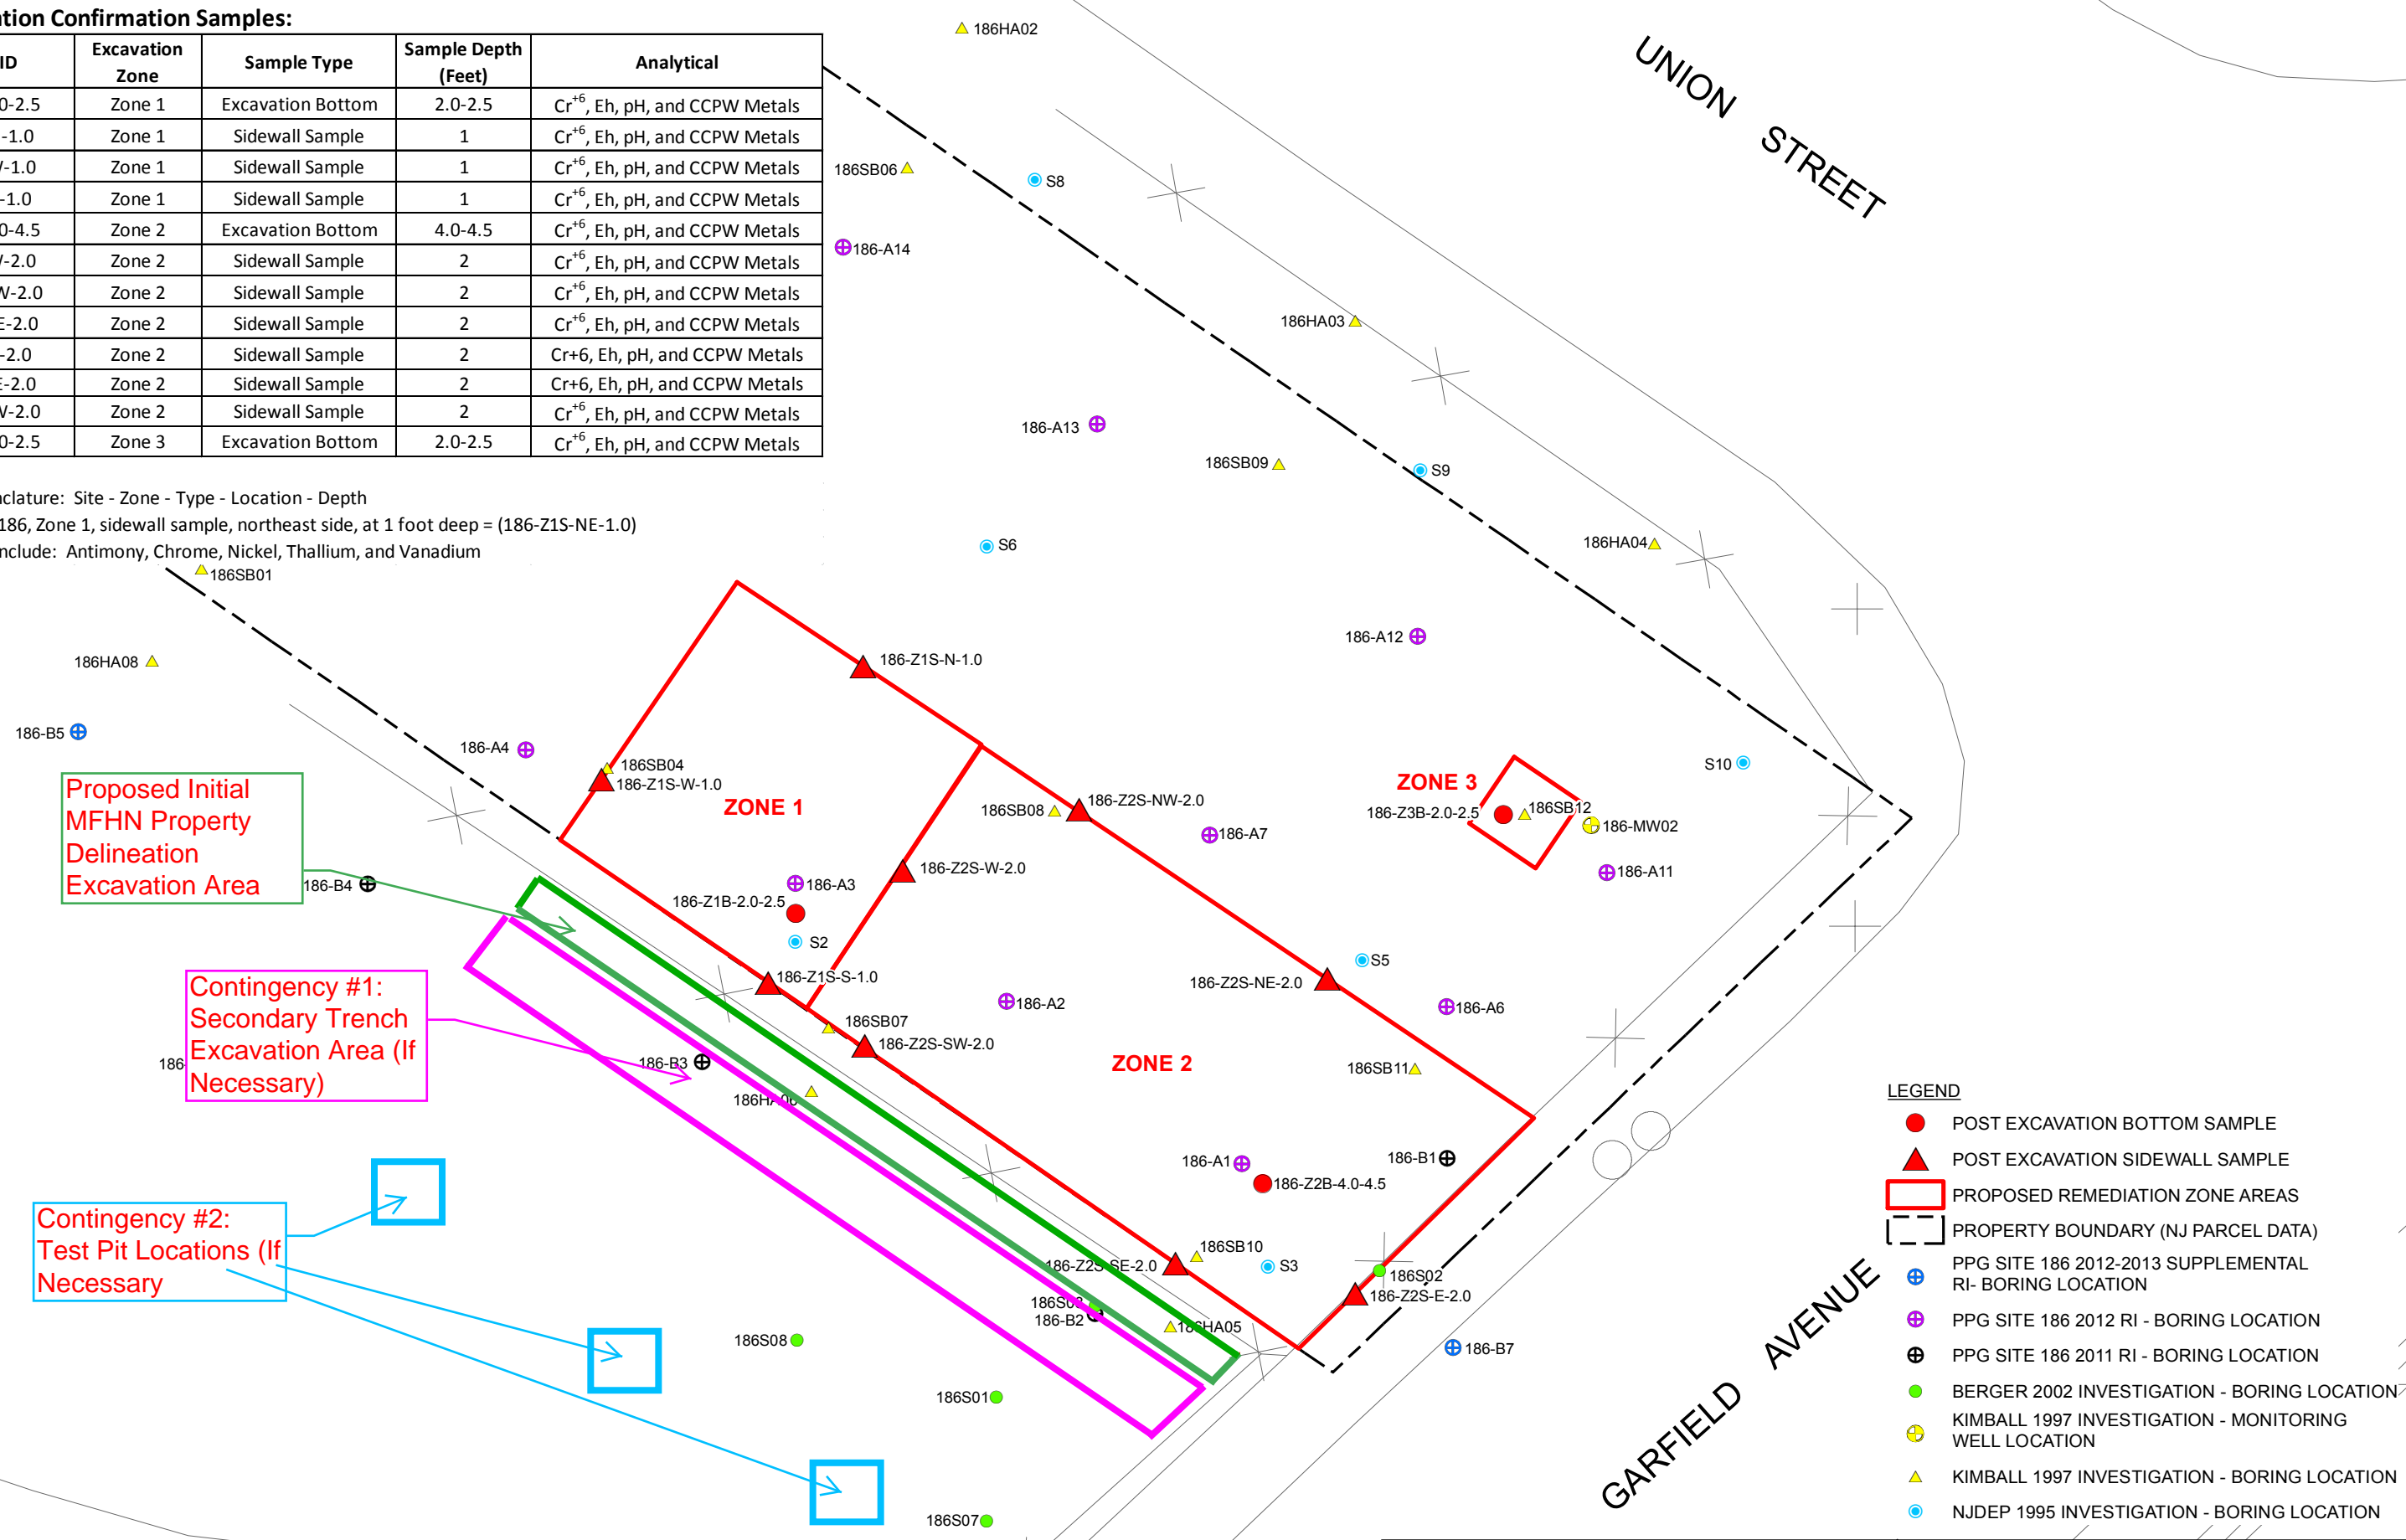 ation Confirmation Samples:
ID Excavation Zone Sample Type Sample Depth (Feet) Analytical
0-2.5 Zone 1 Excavation Bottom 2.0-2.5 Cr+6, Eh, pH, and CCPW Metals
-1.0 Zone 1 Sidewall Sample 1 Cr+6, Eh, pH, and CCPW Metals
-1.0 Zone 1 Sidewall Sample 1 Cr+6, Eh, pH, and CCPW Metals
-1.0 Zone 1 Sidewall Sample 1 Cr+6, Eh, pH, and CCPW Metals
0-4.5 Zone 2 Excavation Bottom 4.0-4.5 Cr+6, Eh, pH, and CCPW Metals
-2.0 Zone 2 Sidewall Sample 2 Cr+6, Eh, pH, and CCPW Metals
W-2.0 Zone 2 Sidewall Sample 2 Cr+6, Eh, pH, and CCPW Metals
E-2.0 Zone 2 Sidewall Sample 2 Cr+6, Eh, pH, and CCPW Metals
-2.0 Zone 2 Sidewall Sample 2 Cr+6, Eh, pH, and CCPW Metals
E-2.0 Zone 2 Sidewall Sample 2 Cr+6, Eh, pH, and CCPW Metals
W-2.0 Zone 2 Sidewall Sample 2 Cr+6, Eh, pH, and CCPW Metals
0-2.5 Zone 3 Excavation Bottom 2.0-2.5 Cr+6, Eh, pH, and CCPW Metals
nclature: Site - Zone - Type - Location - Depth
186, Zone 1, sidewall sample, northeast side, at 1 foot deep = (186-Z1S-NE-1.0)
nclude: Antimony, Chrome, Nickel, Thallium, and Vanadium
186HA02
UNION STREET
186SB06
S8
186-A14
186HA03
186-A13
186SB09
S9
S6
186HA04
186SB01
186HA08
186-A12
186-Z1S-N-1.0
186-B5
186-A4
186SB04
186-Z1S-W-1.0
ZONE 1
S10
ZONE 3
186-Z3B-2.0-2.5
186SB12
186-MW02
186-A11
186SB08
186-Z2S-NW-2.0
186-A7
Proposed Initial
MFHN Property
Delineation
Excavation Area
186-B4
186-Z2S-W-2.0
186-A3
186-Z1B-2.0-2.5
S2
186-Z1S-S-1.0
S5
186-Z2S-NE-2.0
186-A6
186-A2
Contingency #1:
Secondary Trench
Excavation Area (If
Necessary)
186-
186SB07
186-Z2S-SW-2.0
186-B3
186HA06
ZONE 2
186SB11
186-A1
186-B1
186-Z2B-4.0-4.5
Contingency #2:
Test Pit Locations (If
Necessary
186SB10
186-Z2S-SE-2.0
S3
186S02
186-Z2S-E-2.0
186S03
186-B2
186HA05
186S08
186-B7
186S01
186S07
GARFIELD AVENUE
LEGEND
POST EXCAVATION BOTTOM SAMPLE
POST EXCAVATION SIDEWALL SAMPLE
PROPOSED REMEDIATION ZONE AREAS
PROPERTY BOUNDARY (NJ PARCEL DATA)
PPG SITE 186 2012-2013 SUPPLEMENTAL
RI- BORING LOCATION
PPG SITE 186 2012 RI - BORING LOCATION
PPG SITE 186 2011 RI - BORING LOCATION
BERGER 2002 INVESTIGATION - BORING LOCATION
KIMBALL 1997 INVESTIGATION - MONITORING
WELL LOCATION
KIMBALL 1997 INVESTIGATION - BORING LOCATION
NJDEP 1995 INVESTIGATION - BORING LOCATION